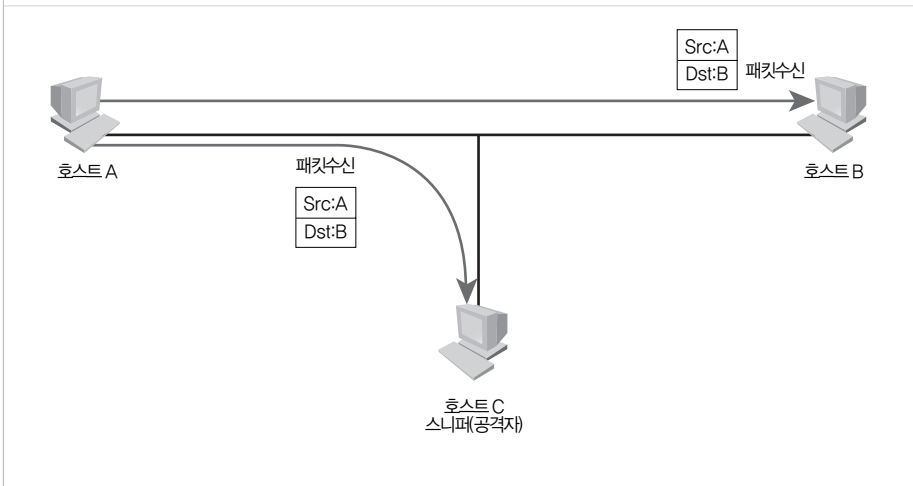 Src:A
Dst:B
패킷수신
호스트 A
호스트 B
패킷수신
Src:A
Dst:B
호스트 C
스니퍼(공격자)